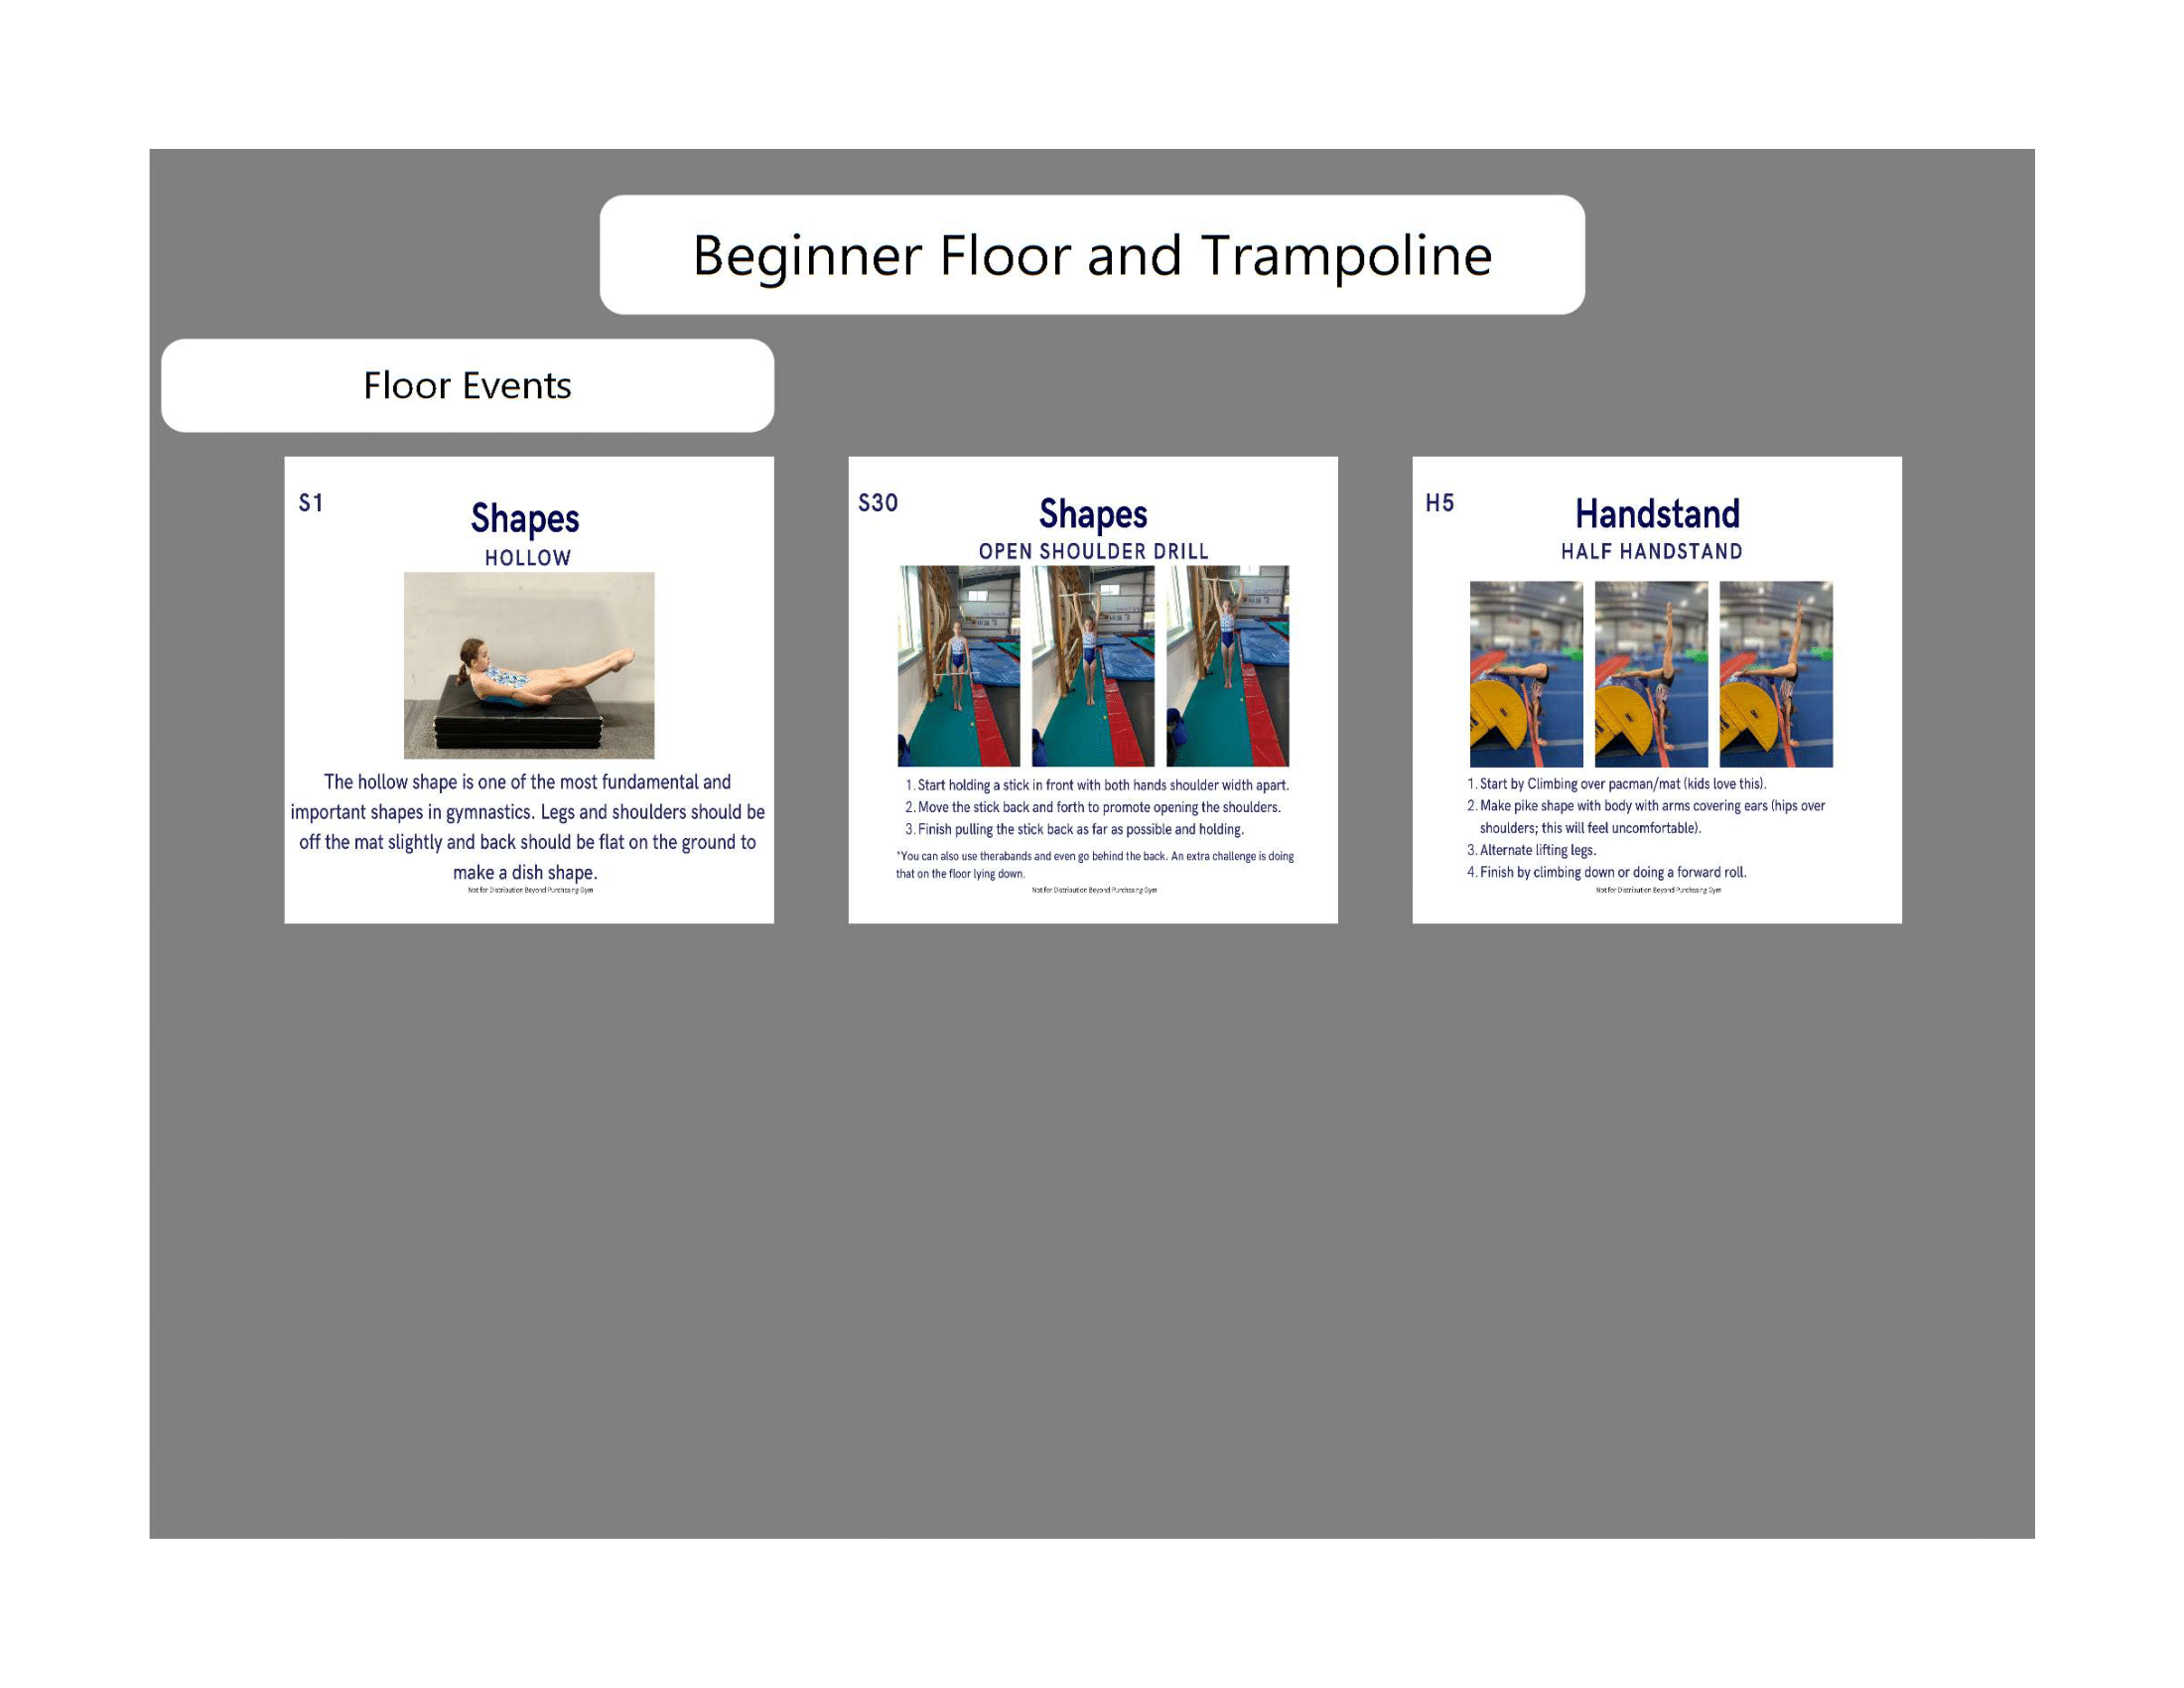 Beginner Floor and Trampoline
Floor Events
S1
Shapes
HOLLOW
The hollow shape is one of the most fundamental and
important shapes in gymnastics. Legs and shoulders should be
off the mat slightly and back should be flat on the ground to
make a dish shape.
Not for Distribution Beyond Purchasing Gym
S30
Shapes
OPEN SHOULDER DRILL
1. Start holding a stick in front with both hands shoulder width apart.
2. Move the stick back and forth to promote opening the shoulders.
3. Finish pulling the stick back as far as possible and holding.
*You can also use therabands and even go behind the back. An extra challenge is doing
that on the floor lying down.
Not for Distribution Beyond Purchasing Gym
H5
Handstand
HALF HANDSTAND
1. Start by Climbing over pacman/mat (kids love this).
2. Make pike shape with body with arms covering ears (hips over
shoulders; this will feel uncomfortable).
3. Alternate lifting legs.
4. Finish by climbing down or doing a forward roll.
Not for Distribution Beyond Purchasing Gym